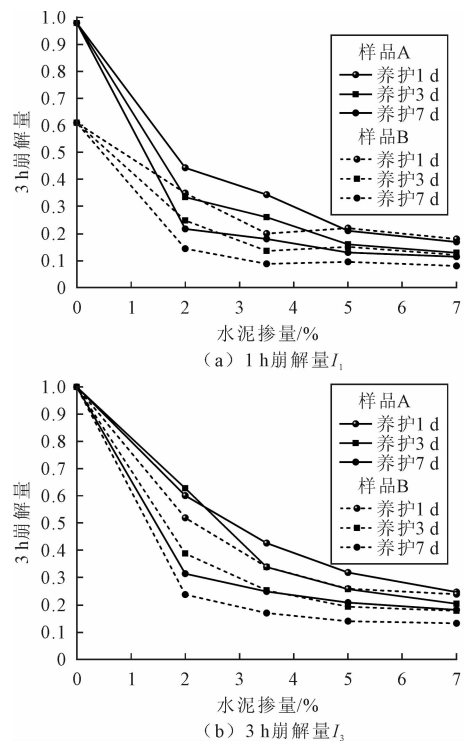 1.0
0.9
0.8
0.7
0.6
0.5
0.4
0.3
0.2
0.1
0
3 h崩解量
样品A
养护1 d
养护3 d
养护7 d
样品B
养护1 d
养护3 d
养护7 d
0 1 2 3 4 5 6 7
水泥掺量/%
（a）1 h崩解量I₁
1.0
0.9
0.8
0.7
0.6
0.5
0.4
0.3
0.2
0.1
0
3 h崩解量
样品A
养护1 d
养护3 d
养护7 d
样品B
养护1 d
养护3 d
养护7 d
0 1 2 3 4 5 6 7
水泥掺量/%
（b）3 h崩解量I₃